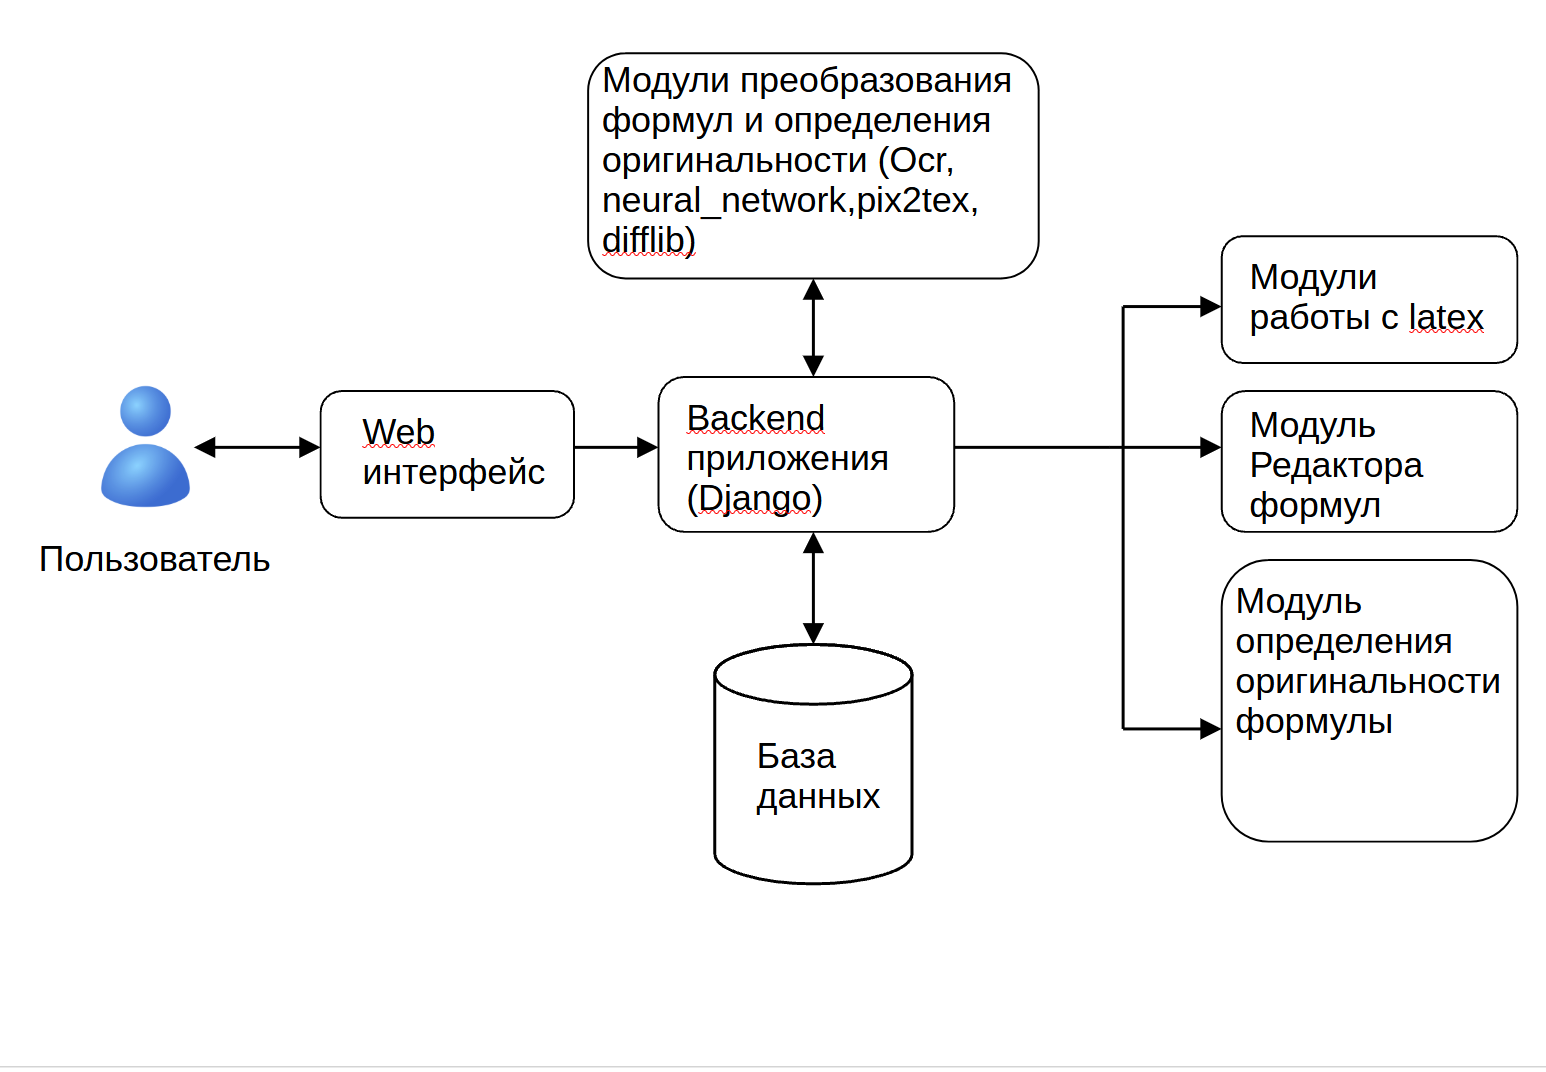 Модули преобразования
формул и определения
оригинальности (Ocr,
neural_network,pix2tex,
difflib)
Модули
работы с latex
Web
интерфейс
Backend
приложения
(Django)
Модуль
Редактора
формул
Пользователь
Модуль
определения
оригинальности
формулы
База
данных